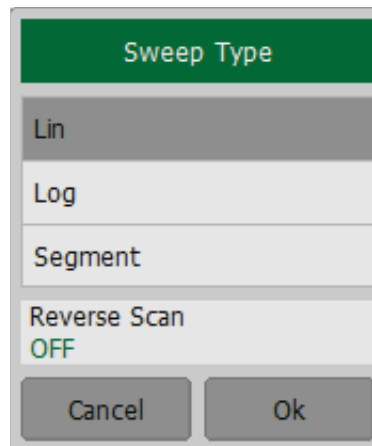 Sweep Type
Lin
Log
Segment
Reverse Scan
OFF
Cancel Ok